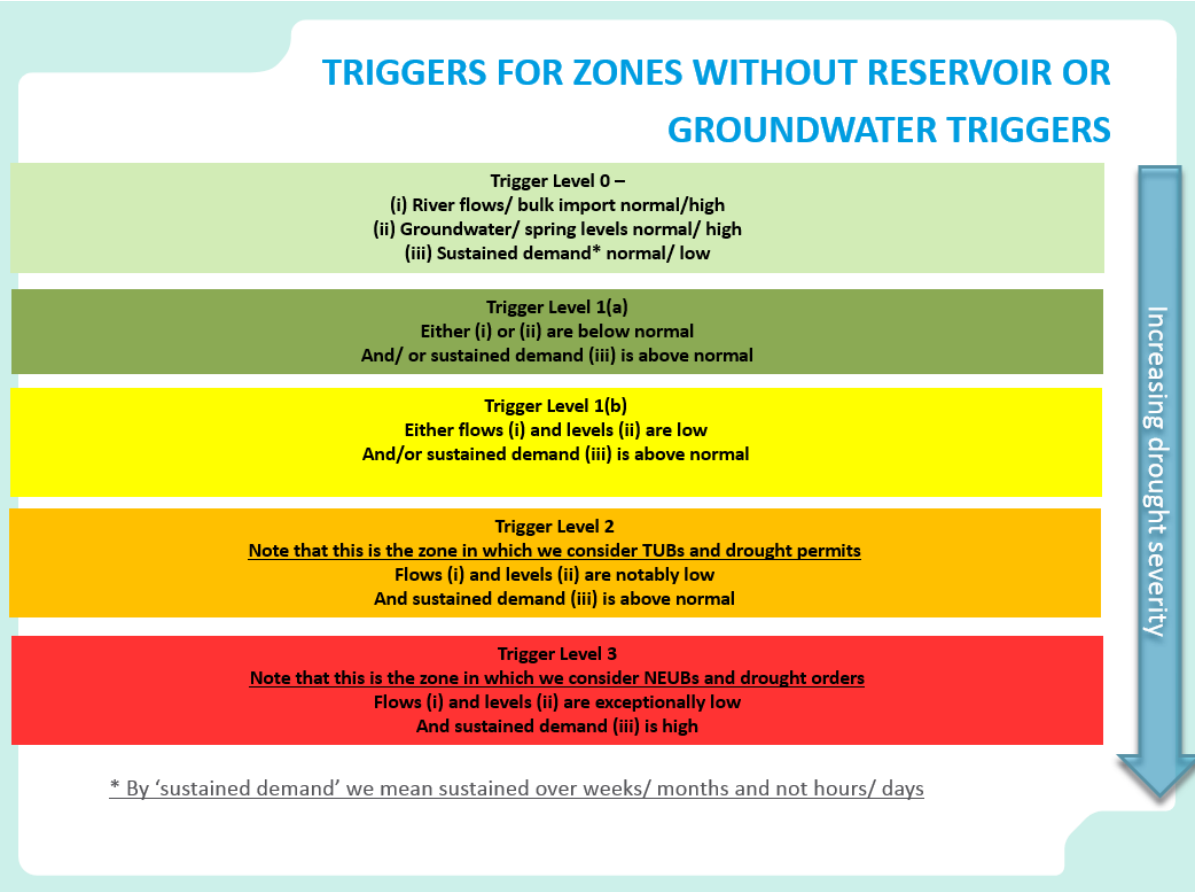 TRIGGERS FOR ZONES WITHOUT RESERVOIR OR
GROUNDWATER TRIGGERS
Trigger Level 0 –
(i) River flows/ bulk import normal/high
(ii) Groundwater/ spring levels normal/ high
(iii) Sustained demand* normal/ low
Trigger Level 1(a)
Either (i) or (ii) are below normal
And/ or sustained demand (iii) is above normal
Trigger Level 1(b)
Either flows (i) and levels (ii) are low
And/or sustained demand (iii) is above normal
Trigger Level 2
Note that this is the zone in which we consider TUBs and drought permits
Flows (i) and levels (ii) are notably low
And sustained demand (iii) is above normal
Trigger Level 3
Note that this is the zone in which we consider NEUBs and drought orders
Flows (i) and levels (ii) are exceptionally low
And sustained demand (iii) is high
Increasing drought severity
* By ‘sustained demand’ we mean sustained over weeks/ months and not hours/ days